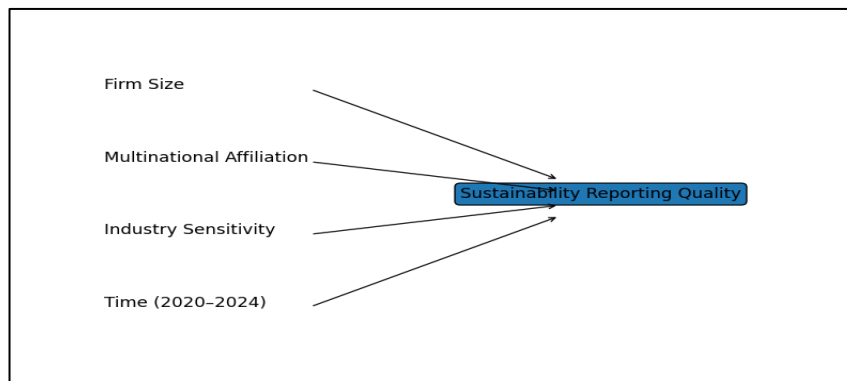 Firm Size
Multinational Affiliation
Sustainability Reporting Quality
Industry Sensitivity
Time (2020–2024)